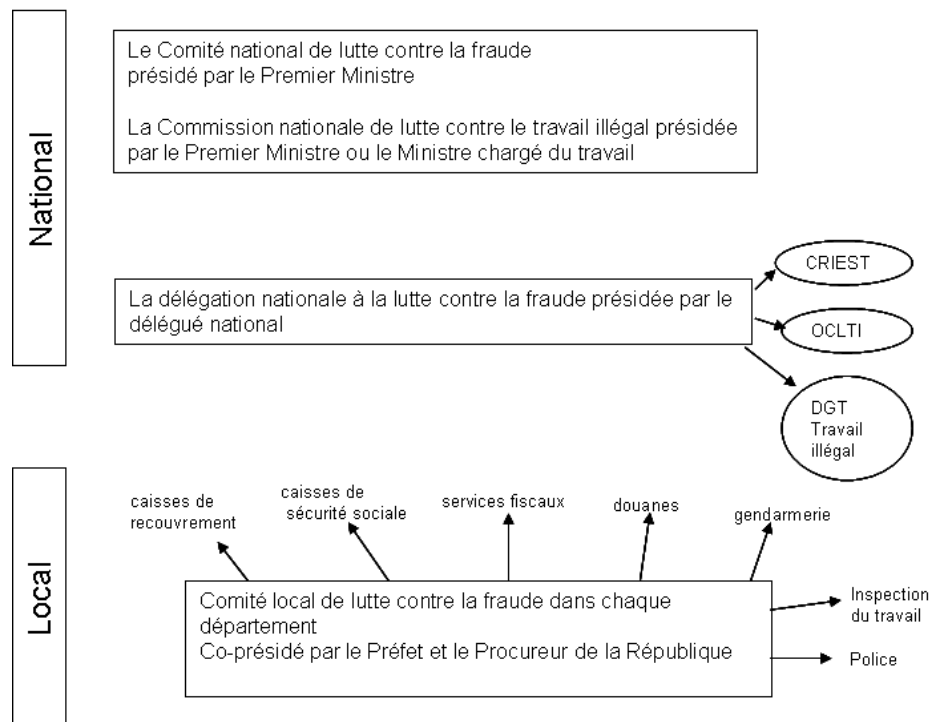 National
Le Comité national de lutte contre la fraude
présidé par le Premier Ministre
La Commission nationale de lutte contre le travail illégal présidée
par le Premier Ministre ou le Ministre chargé du travail
La délégation nationale à la lutte contre la fraude présidée par le
délégué national
CRIEST
OCLTI
DGT
Travail
illégal
Local
caisses de
recouvrement
caisses de
sécurité sociale
services fiscaux
douanes
gendarmerie
Comité local de lutte contre la fraude dans chaque
département
Co-présidé par le Préfet et le Procureur de la République
Inspection
du travail
Police